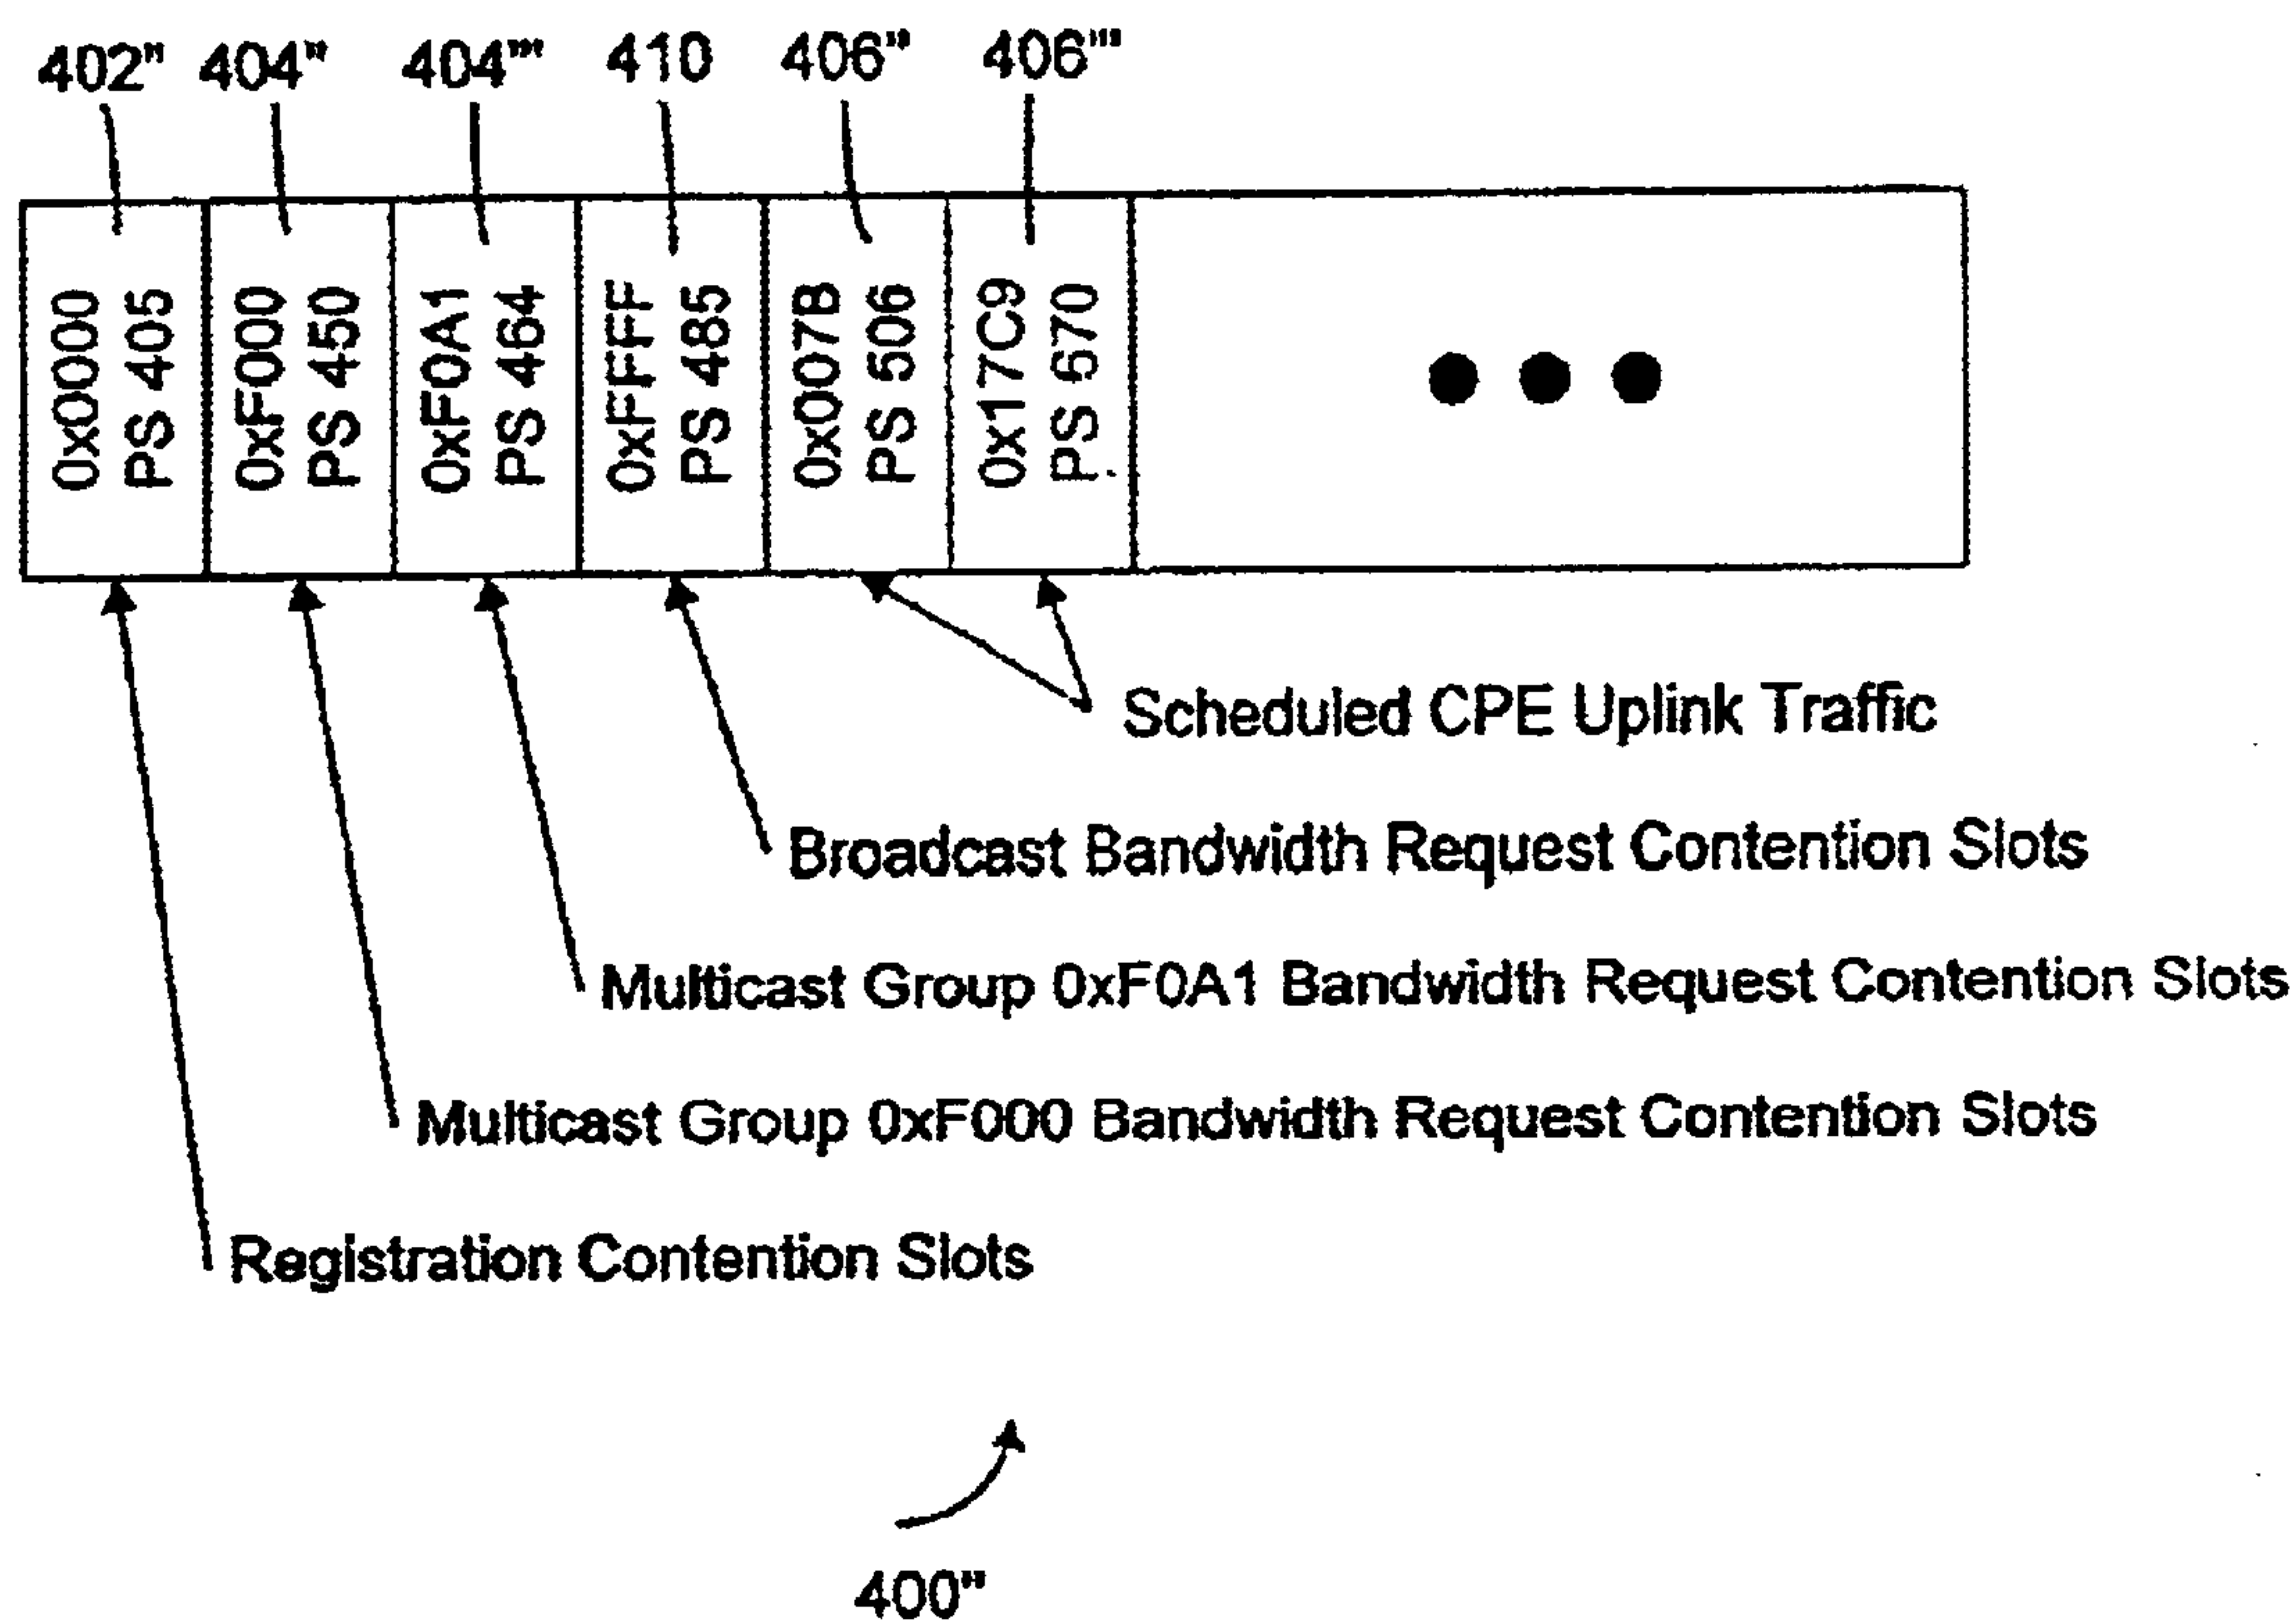 402" 404" 404''' 410 406" 406'''
0x0000
PS 405
0xF000
PS 450
0xF0A1
PS 464
0xFFFF
PS 485
0x007B
PS 506
0x17C9
PS 570
Scheduled CPE Uplink Traffic
Broadcast Bandwidth Request Contention Slots
Multicast Group 0xF0A1 Bandwidth Request Contention Slots
Multicast Group 0xF000 Bandwidth Request Contention Slots
Registration Contention Slots
400"